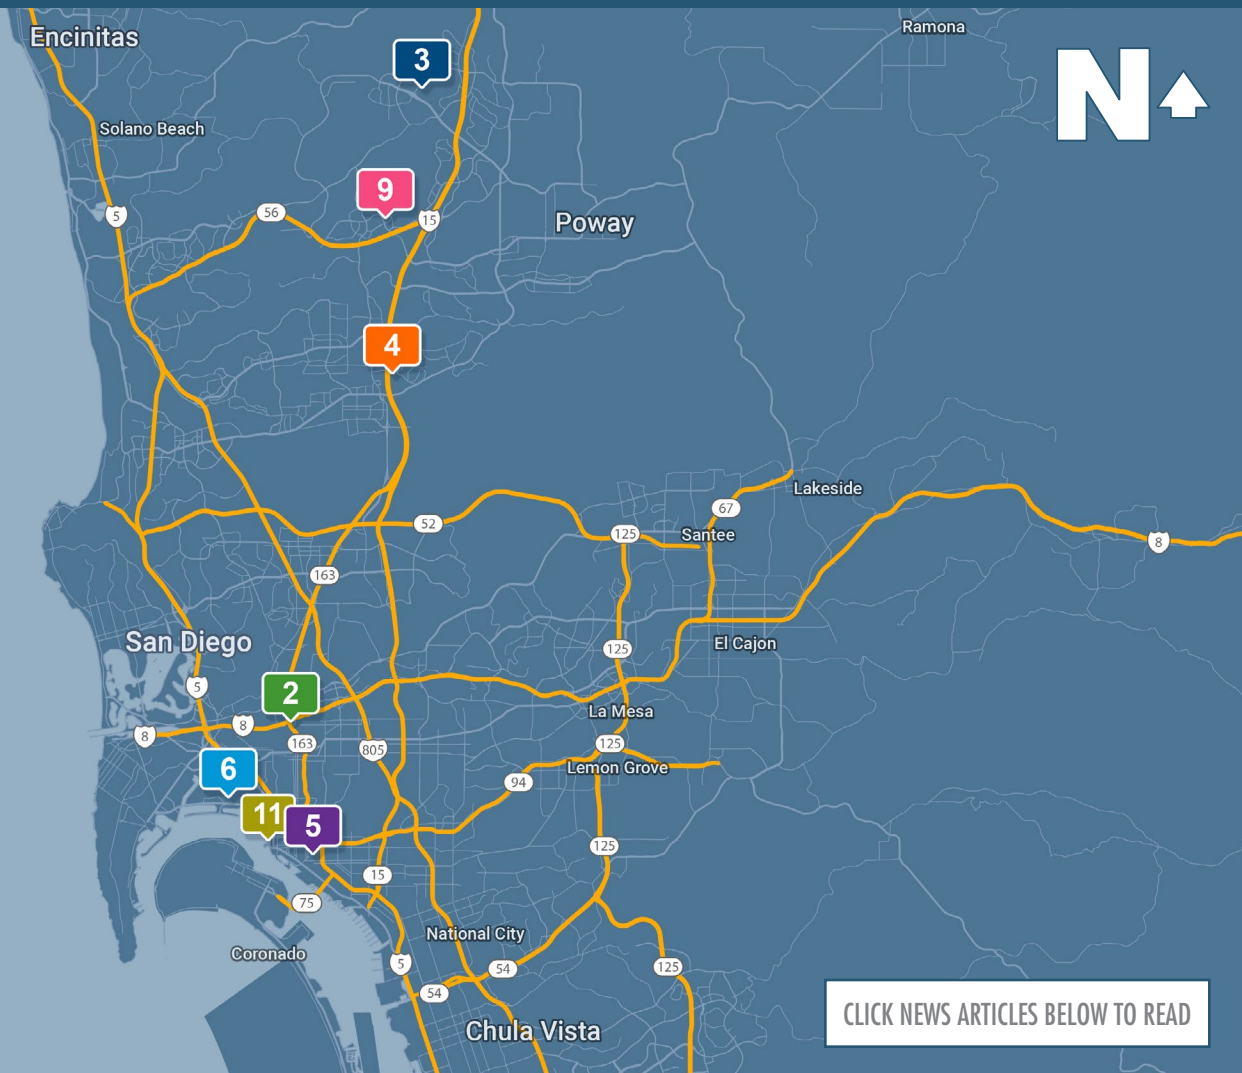 Encinitas
Ramona
3
N
Solano Beach
9
5
56
15
Poway
4
Lakeside
67
52
125
Santee
8
163
San Diego
125
El Cajon
5
2
La Mesa
8
8
163
125
805
6
Lemon Grove
94
11
5
125
15
75
National City
Coronado
5
54
125
54
CLICK NEWS ARTICLES BELOW TO READ
Chula Vista